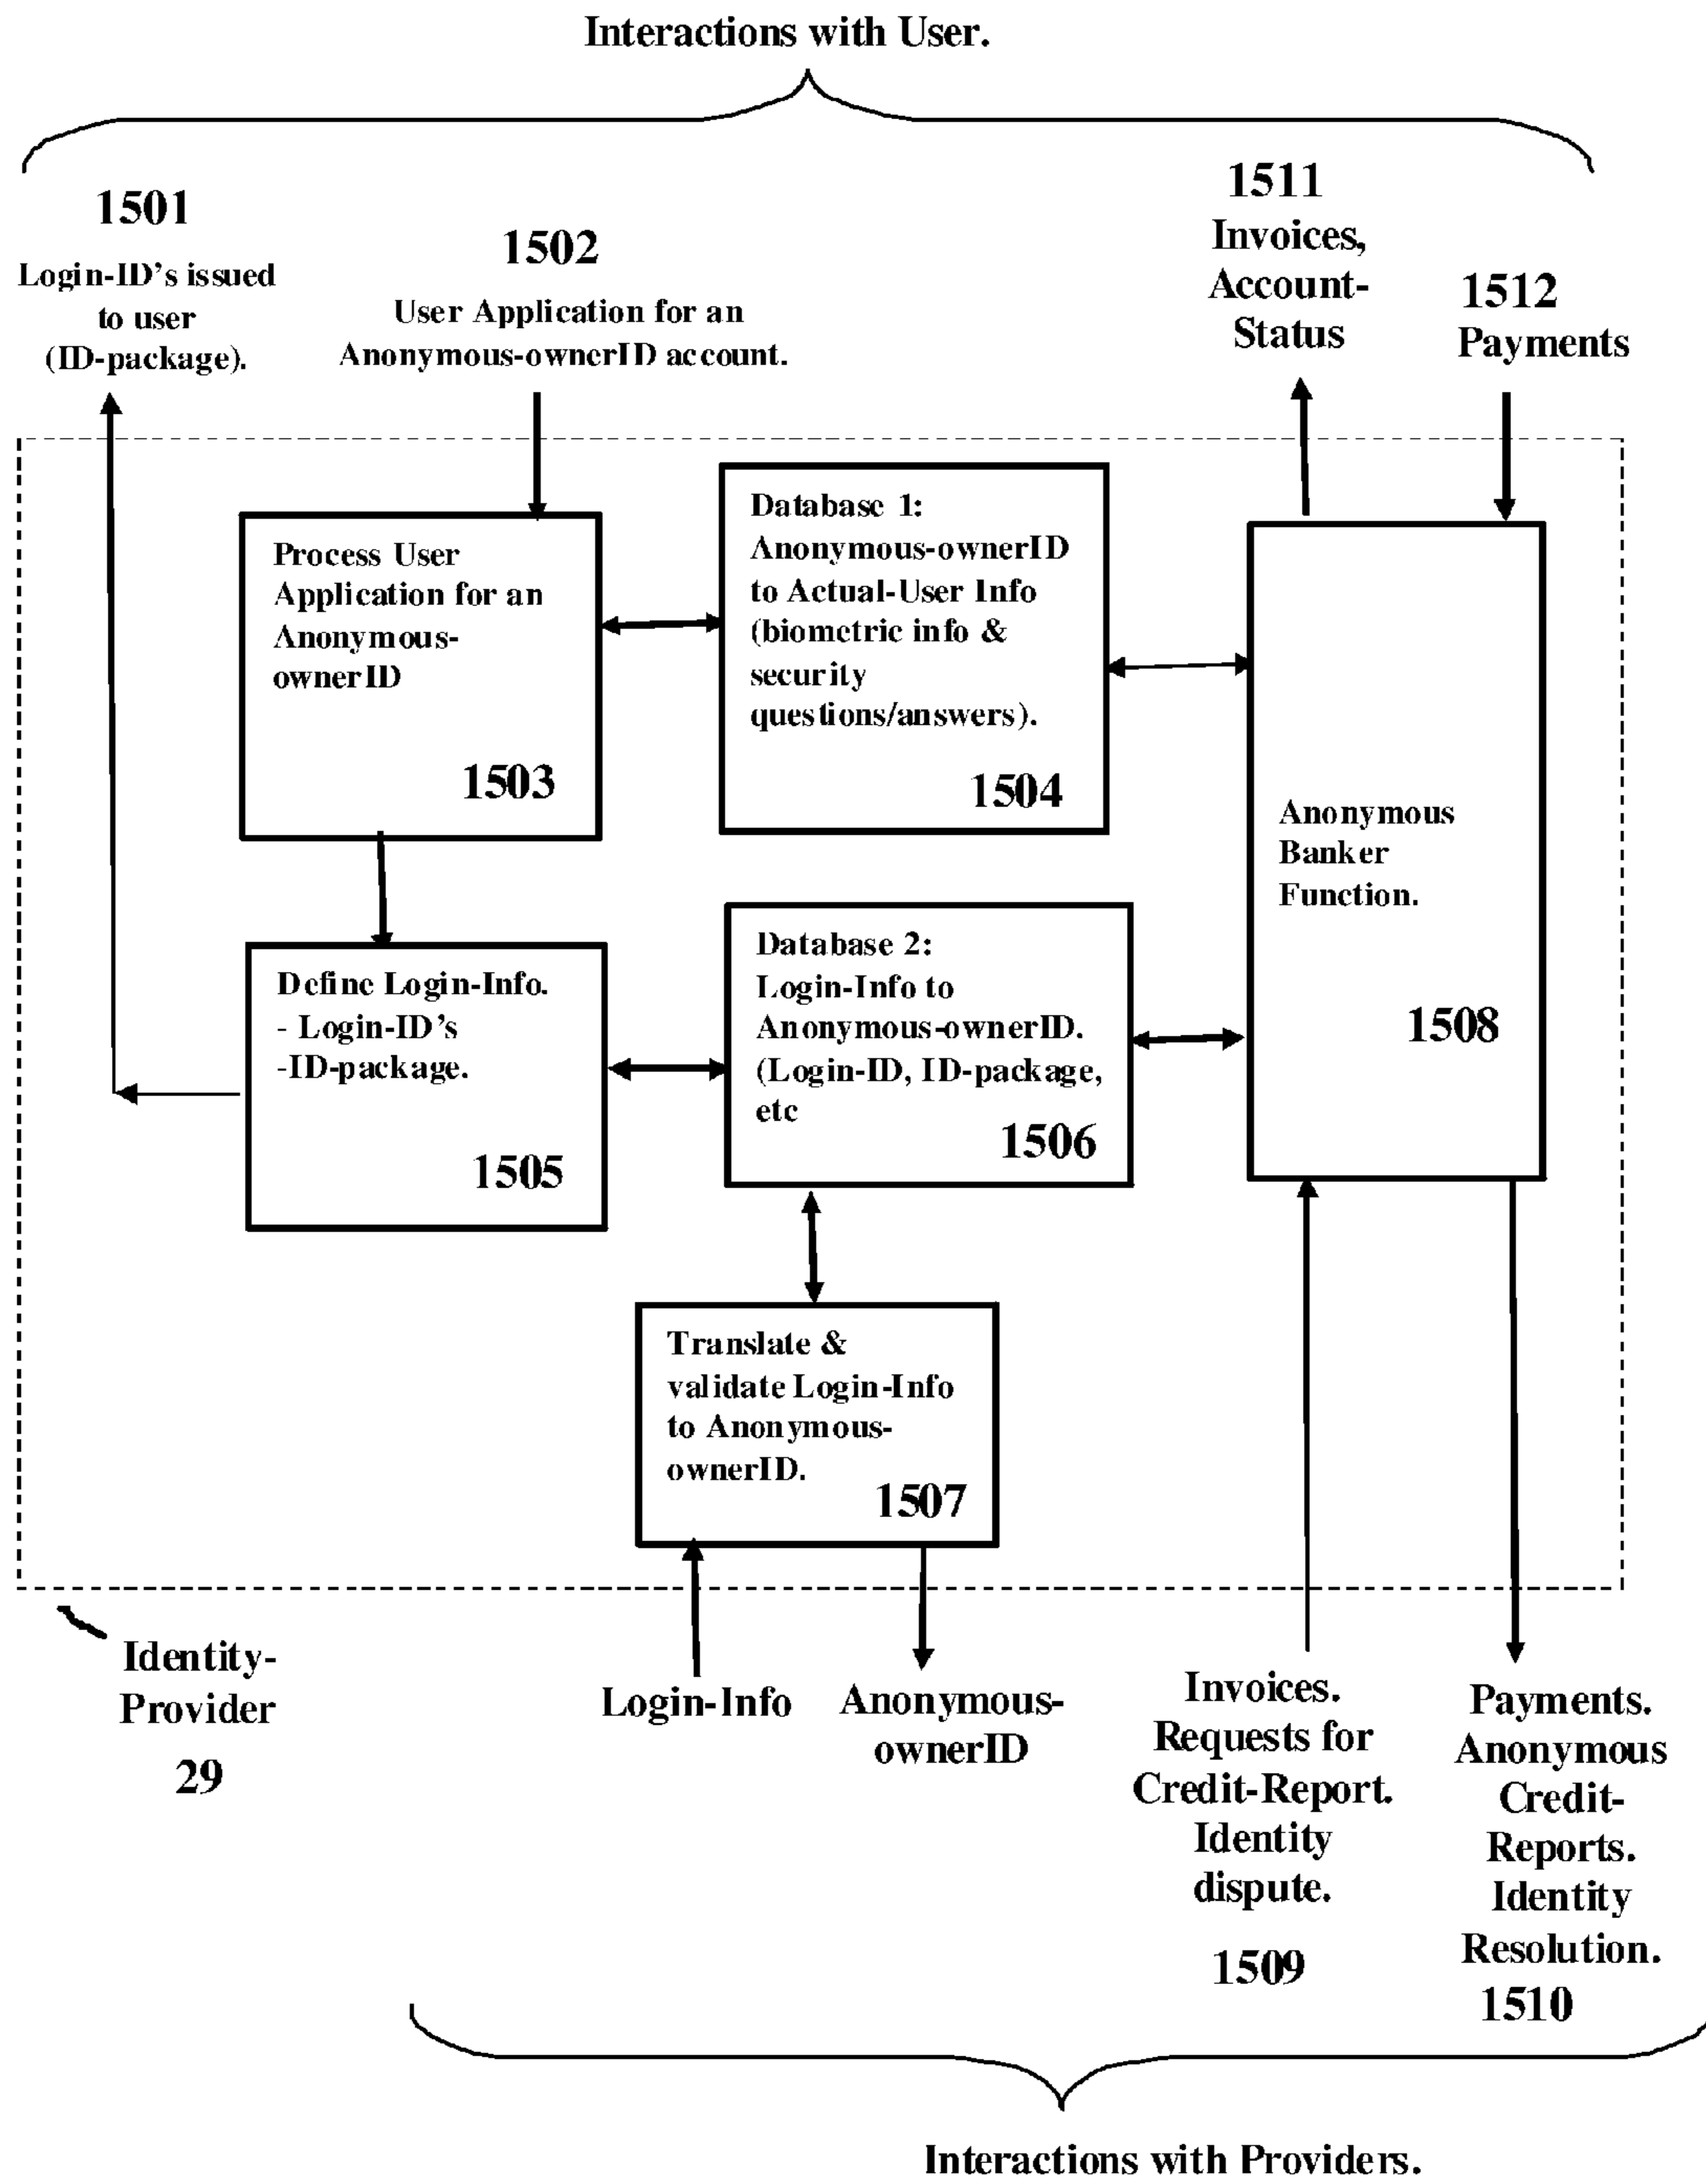 Interactions with User.
1501
Login-ID's issued
to user
(ID-package).
1502
User Application for an
Anonymous-ownerID account.
1511
Invoices,
Account-
Status
1512
Payments
Process User
Application for an
Anonymous-
ownerID
1503
Database 1:
Anonymous-ownerID
to Actual-User Info
(biometric info &
security
questions/answers).
1504
Anonymous
Banker
Function.
1508
Define Login-Info.
- Login-ID's
-ID-package.
1505
Database 2:
Login-Info to
Anonymous-ownerID.
(Login-ID, ID-package,
etc
1506
Translate &
validate Login-Info
to Anonymous-
ownerID.
1507
Identity-
Provider
29
Login-Info
Anonymous-
ownerID
Invoices.
Requests for
Credit-Report.
Identity
dispute.
1509
Payments.
Anonymous
Credit-
Reports.
Identity
Resolution.
1510
Interactions with Providers.